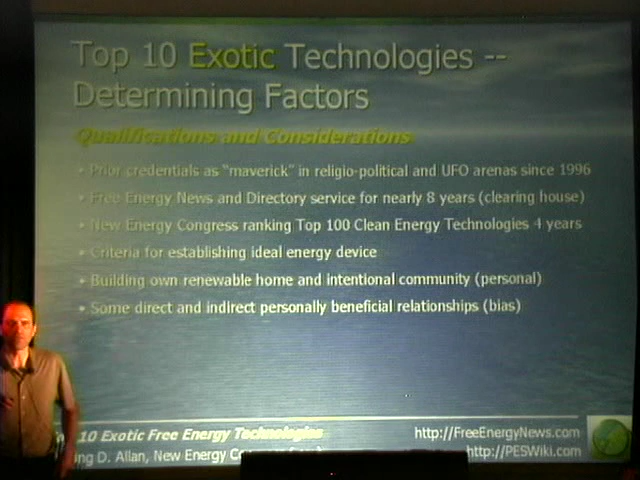 Top 10 Exotic Technologies --
Determining Factors
Qualifications and Considerations
• Prior credentials as "maverick" in religio-political and UFO arenas since 1996
• Free Energy News and Directory service for nearly 8 years (clearing house)
• New Energy Congress ranking Top 100 Clean Energy Technologies 4 years
• Criteria for establishing ideal energy device
• Building own renewable home and intentional community (personal)
• Some direct and indirect personally beneficial relationships (bias)
10 Exotic Free Energy Technologies
http://FreeEnergyNews.com
ng D. Allan, New Energy
http://PESWiki.com